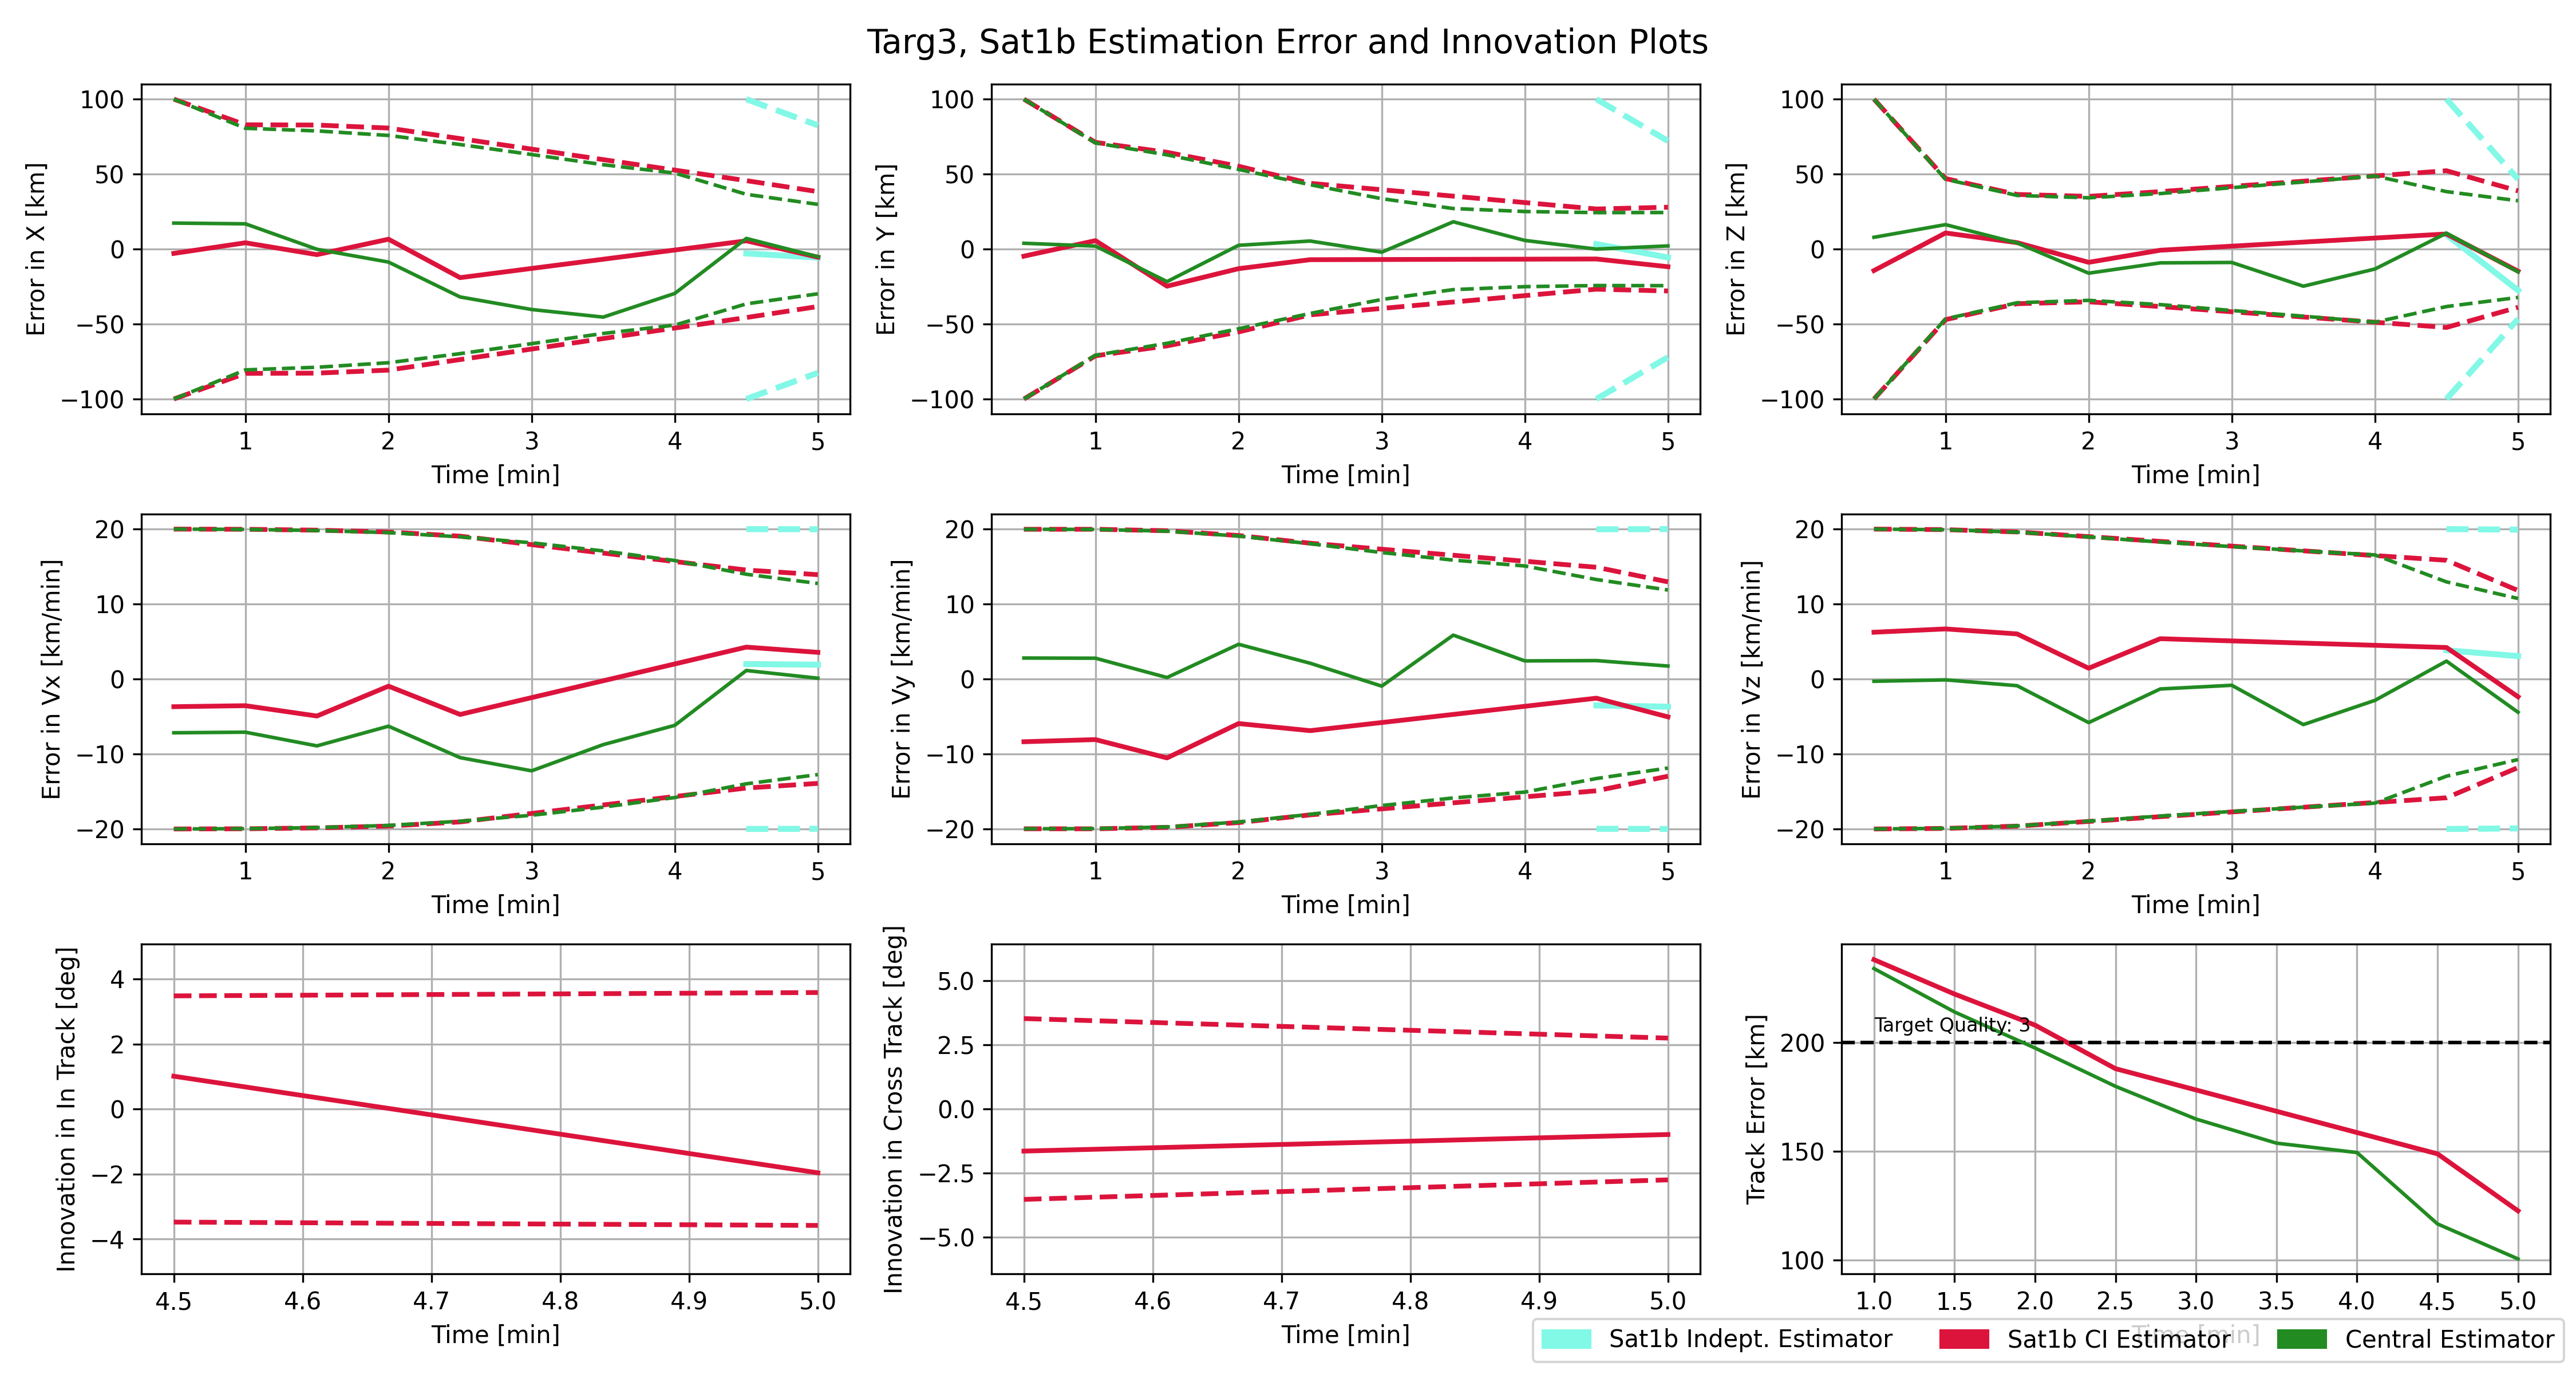 Targ3, Sat1b Estimation Error and Innovation Plots
Error in X [km]
100
50
0
−50
−100
1 2 3 4 5
Time [min]
Error in Y [km]
100
50
0
−50
−100
1 2 3 4 5
Time [min]
Error in Z [km]
100
50
0
−50
−100
1 2 3 4 5
Time [min]
Error in Vx [km/min]
20
10
0
−10
−20
1 2 3 4 5
Time [min]
Error in Vy [km/min]
20
10
0
−10
−20
1 2 3 4 5
Time [min]
Error in Vz [km/min]
20
10
0
−10
−20
1 2 3 4 5
Time [min]
Innovation in In Track [deg]
4
2
0
−2
−4
4.5 4.6 4.7 4.8 4.9 5.0
Time [min]
Innovation in Cross Track [deg]
5.0
2.5
0.0
−2.5
−5.0
4.5 4.6 4.7 4.8 4.9 5.0
Time [min]
Track Error [km]
Target Quality: 3
200
150
100
1.0 1.5 2.0 2.5 3.0 3.5 4.0 4.5 5.0
Time [min]
Sat1b Indept. Estimator
Sat1b CI Estimator
Central Estimator